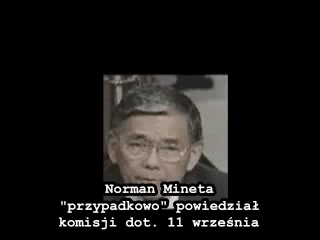 Norman Mineta
"przypadkowo" powiedział
komisji dot. 11 września